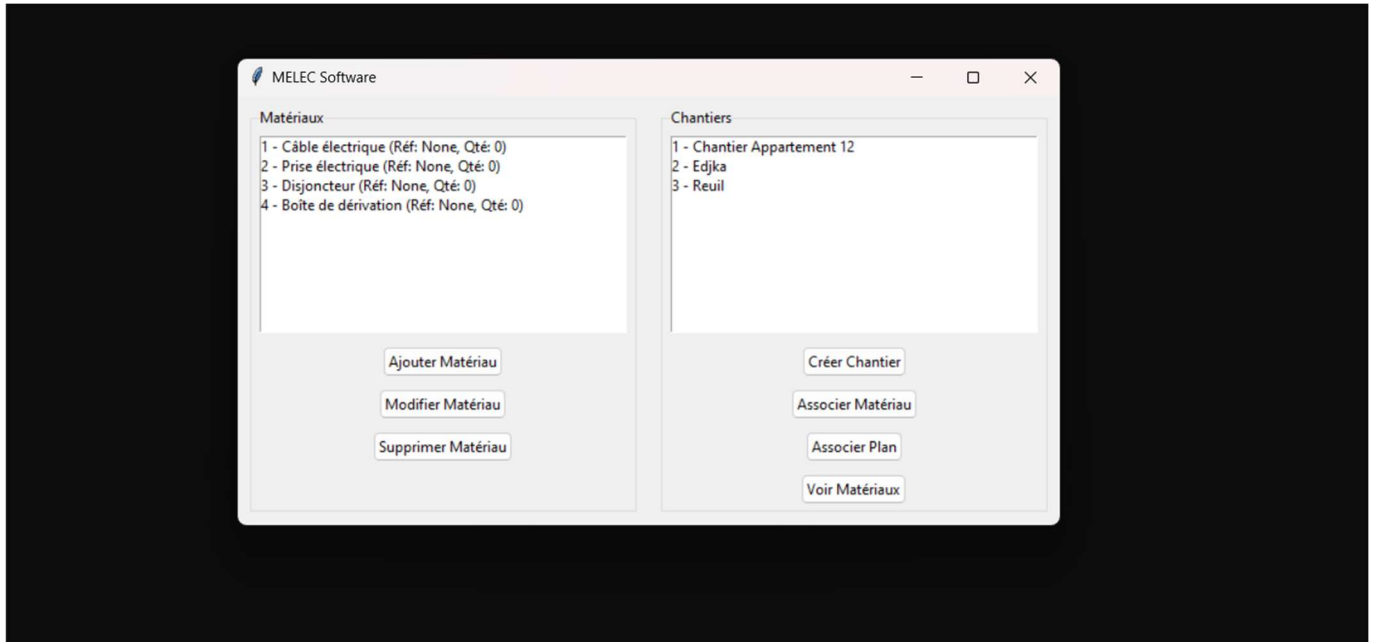 MELEC Software
Matériaux
1 - Câble électrique (Réf: None, Qté: 0)
2 - Prise électrique (Réf: None, Qté: 0)
3 - Disjoncteur (Réf: None, Qté: 0)
4 - Boîte de dérivation (Réf: None, Qté: 0)
Ajouter Matériau
Modifier Matériau
Supprimer Matériau
Chantiers
1 - Chantier Appartement 12
2 - Edjka
3 - Reuil
Créer Chantier
Associer Matériau
Associer Plan
Voir Matériaux